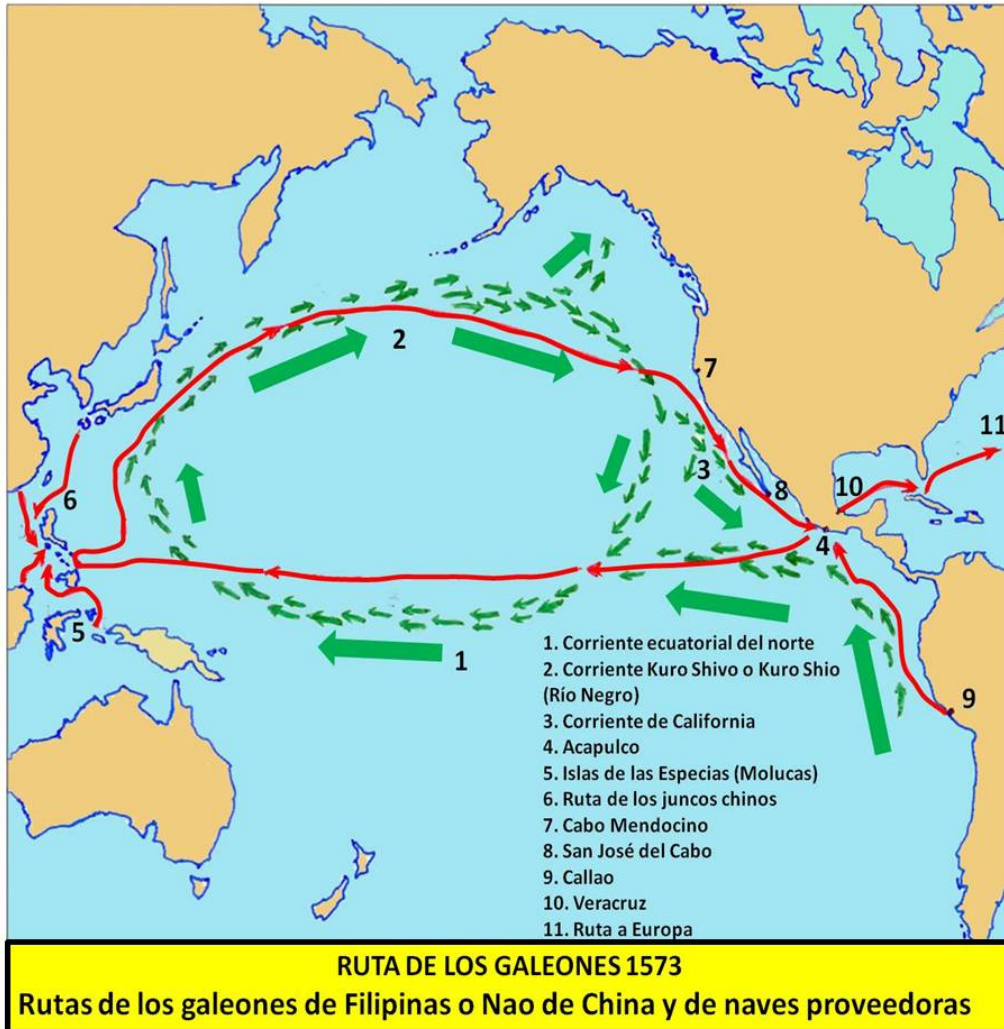 2
7
11
3
6
8
10
4
5
1
9
1. Corriente ecuatorial del norte
2. Corriente Kuro Shivo o Kuro Shio
(Río Negro)
3. Corriente de California
4. Acapulco
5. Islas de las Especias (Molucas)
6. Ruta de los juncos chinos
7. Cabo Mendocino
8. San José del Cabo
9. Callao
10. Veracruz
11. Ruta a Europa
RUTA DE LOS GALEONES 1573
Rutas de los galeones de Filipinas o Nao de China y de naves proveedoras